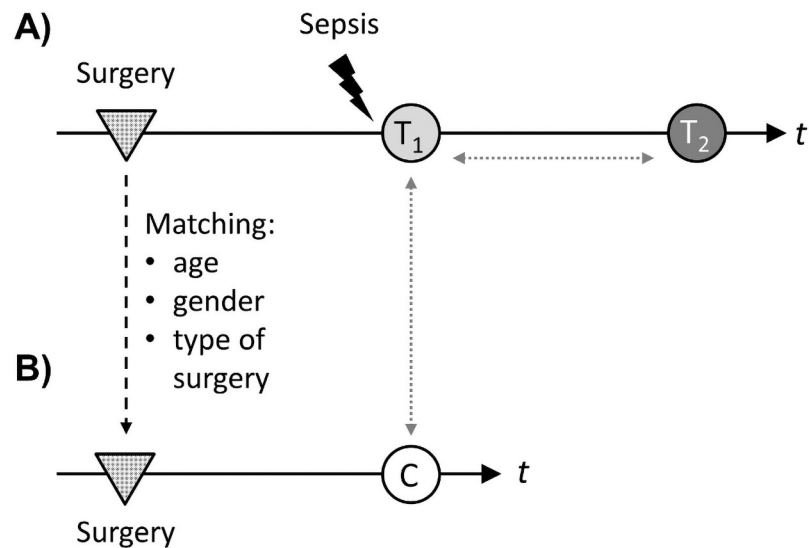 A)
Sepsis
Surgery
T₁
T₂
t
Matching:
• age
• gender
• type of
surgery
B)
C
t
Surgery